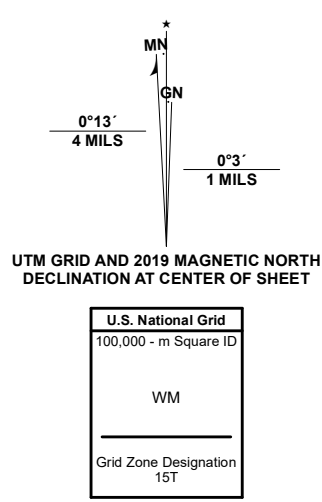 MN
GN
0°13´
4 MILS
0°3´
1 MILS
UTM GRID AND 2019 MAGNETIC NORTH
DECLINATION AT CENTER OF SHEET
U.S. National Grid
100,000 - m Square ID
WM
Grid Zone Designation
15T